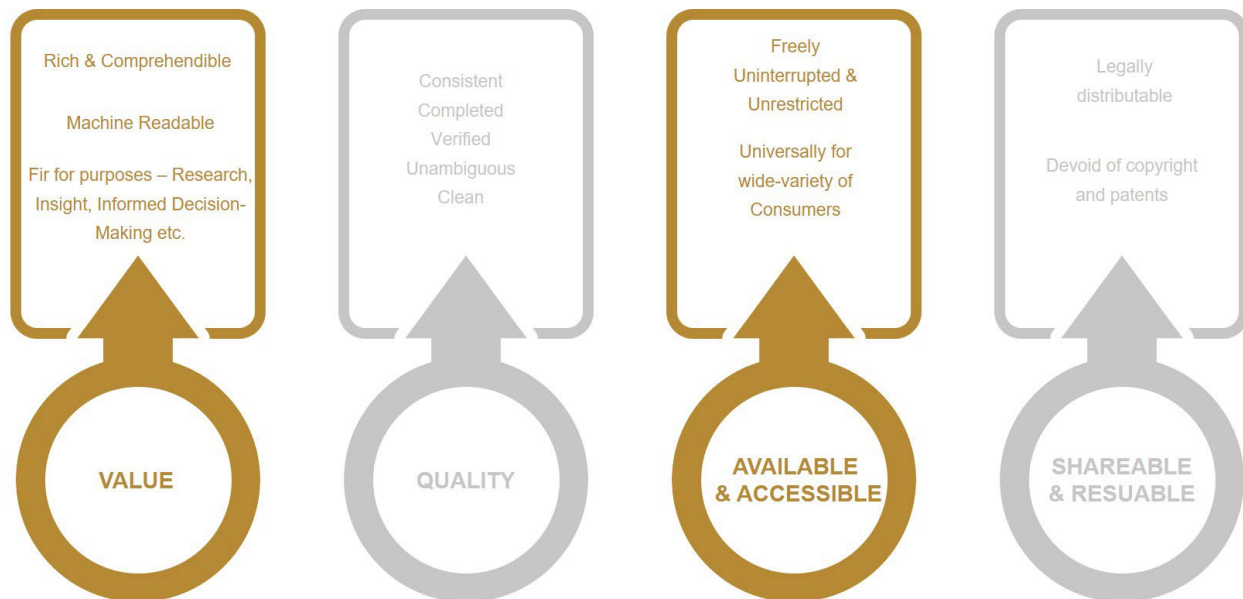 Rich & Comprehendible
Machine Readable
Fir for purposes – Research,
Insight, Informed Decision-
Making etc.
VALUE
Consistent
Completed
Verified
Unambiguous
Clean
QUALITY
Freely
Uninterrupted &
Unrestricted
Universally for
wide-variety of
Consumers
AVAILABLE
& ACCESSIBLE
Legally
distributable
Devoid of copyright
and patents
SHAREABLE
& RESUABLE